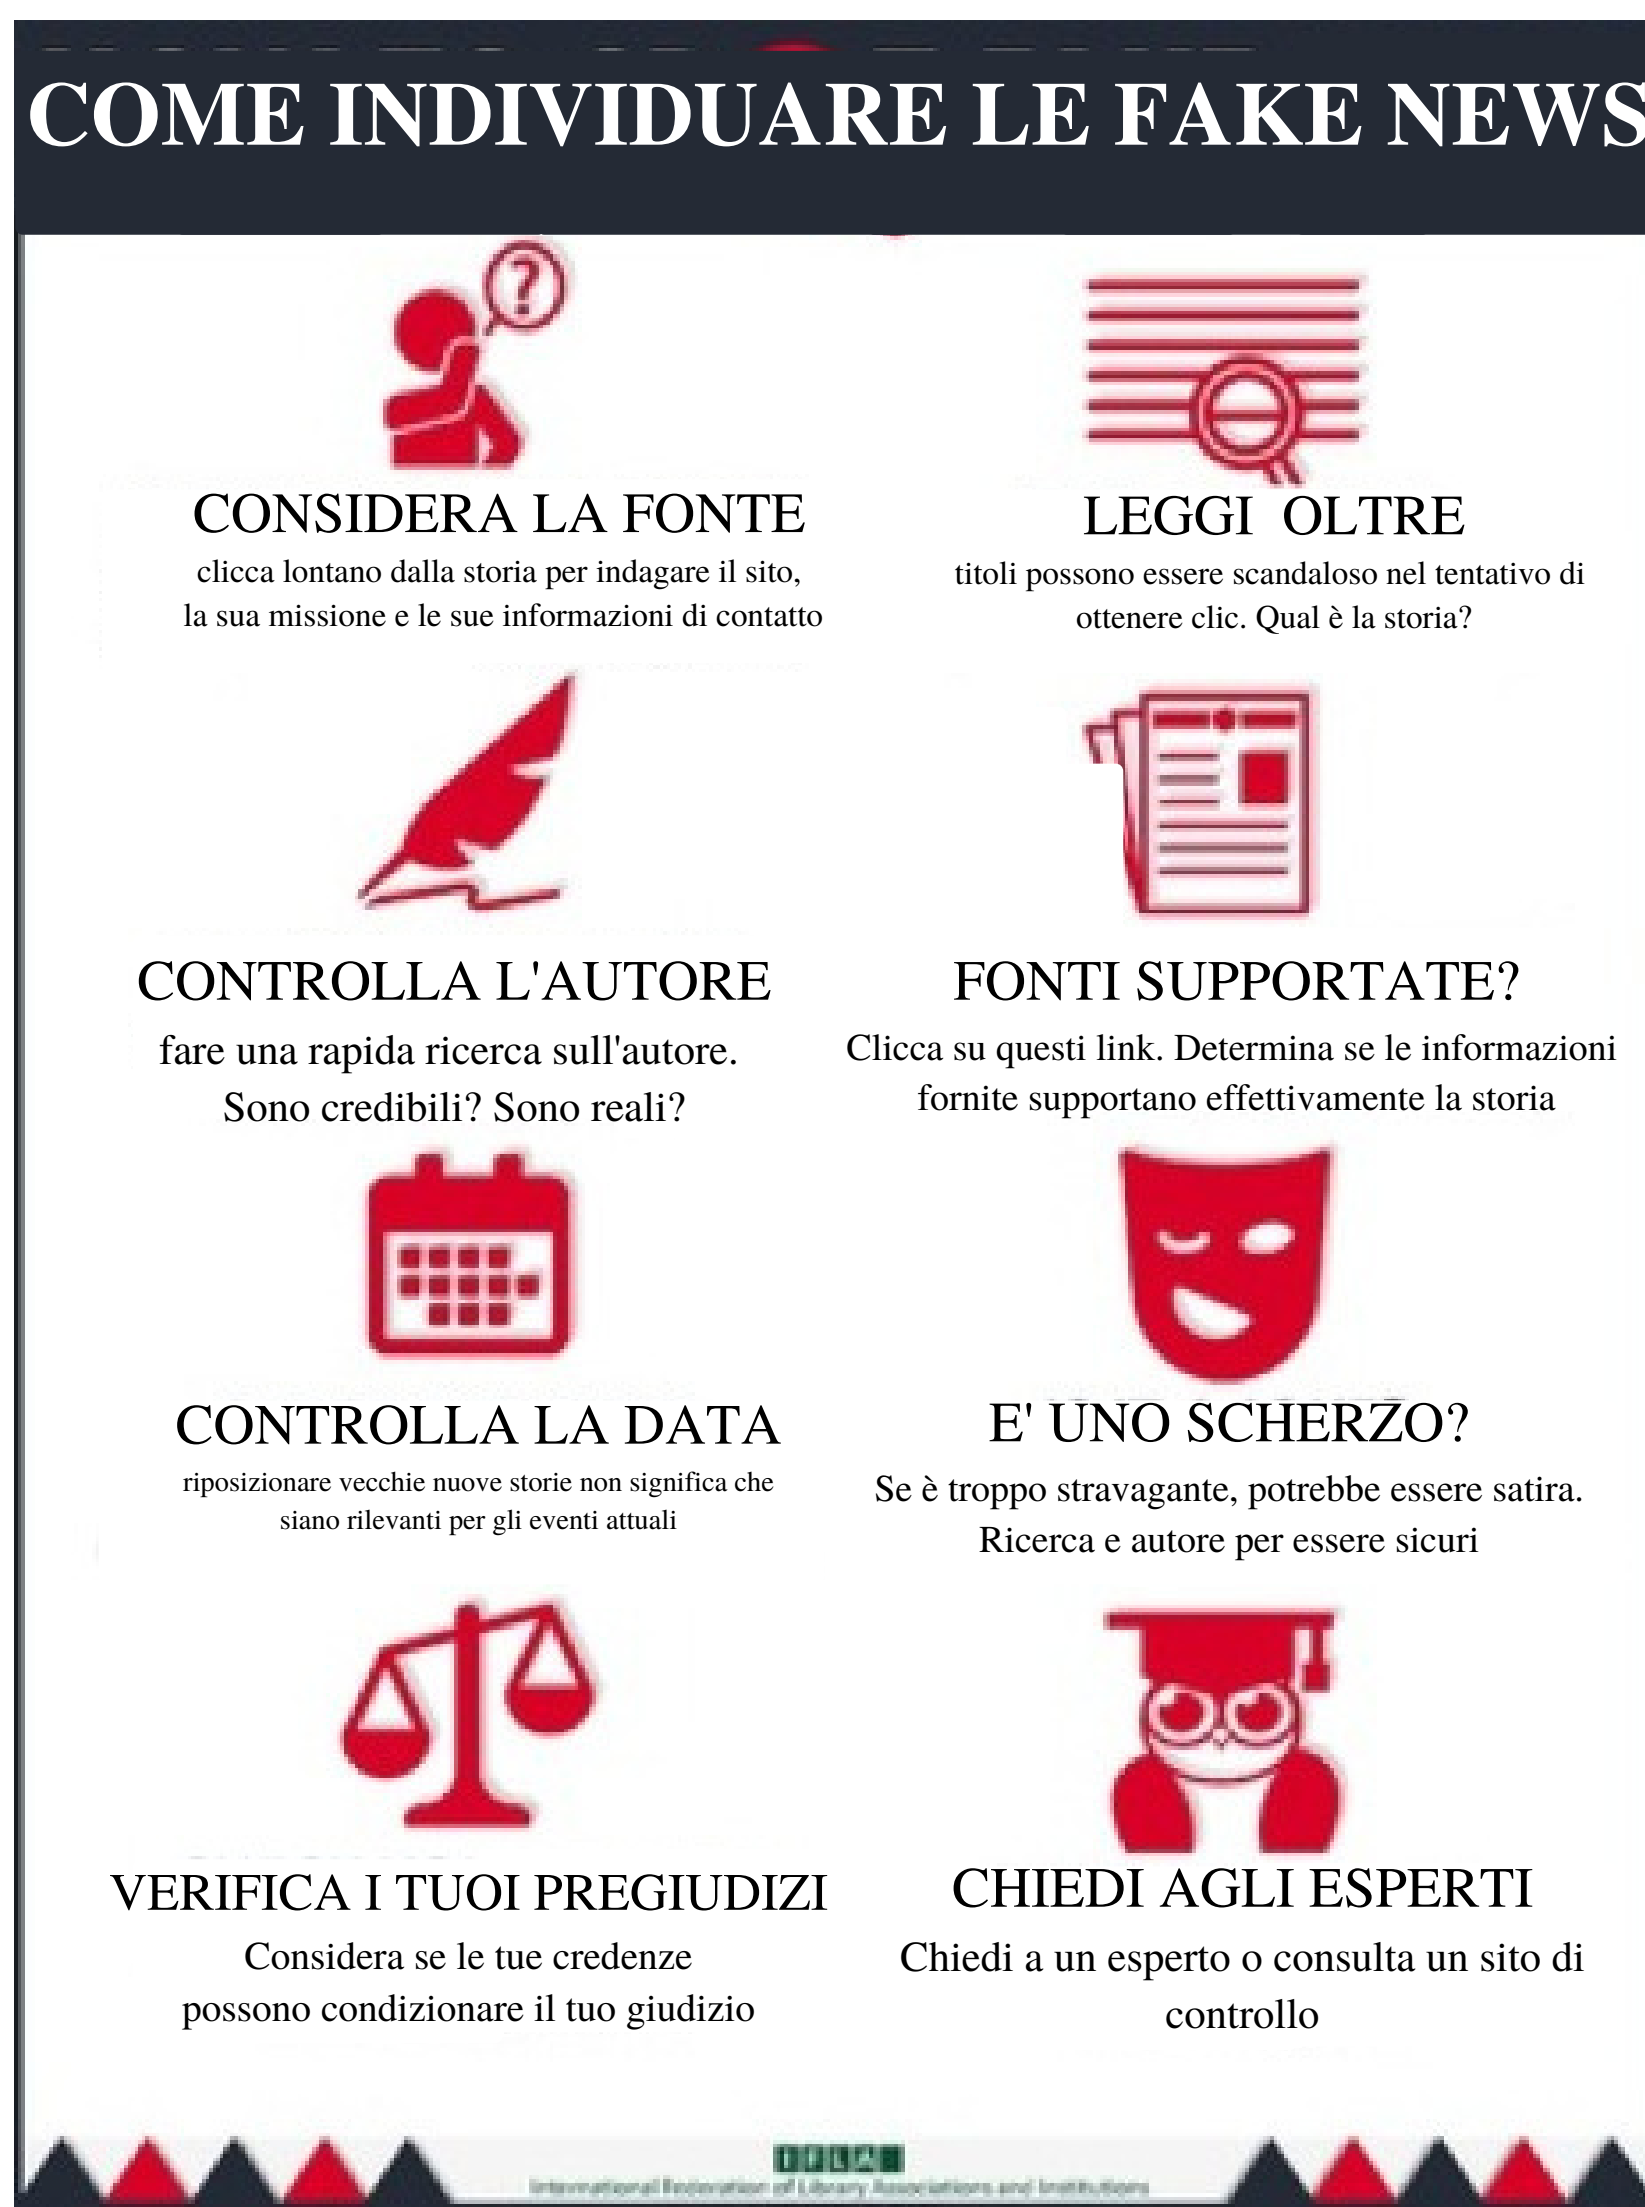 COME INDIVIDUARE LE FAKE NEWS
?
CONSIDERA LA FONTE
clicca lontano dalla storia per indagare il sito,
la sua missione e le sue informazioni di contatto
LEGGI OLTRE
titoli possono essere scandaloso nel tentativo di
ottenere clic. Qual è la storia?
CONTROLLA L'AUTORE
fare una rapida ricerca sull'autore.
Sono credibili? Sono reali?
FONTI SUPPORTATE?
Clicca su questi link. Determina se le informazioni
fornite supportano effettivamente la storia
CONTROLLA LA DATA
riposizionare vecchie nuove storie non significa che
siano rilevanti per gli eventi attuali
E' UNO SCHERZO?
Se è troppo stravagante, potrebbe essere satira.
Ricerca e autore per essere sicuri
VERIFICA I TUOI PREGIUDIZI
Considera se le tue credenze
possono condizionare il tuo giudizio
CHIEDI AGLI ESPERTI
Chiedi a un esperto o consulta un sito di
controllo
IFLA
International Federation of Library Associations and Institutions